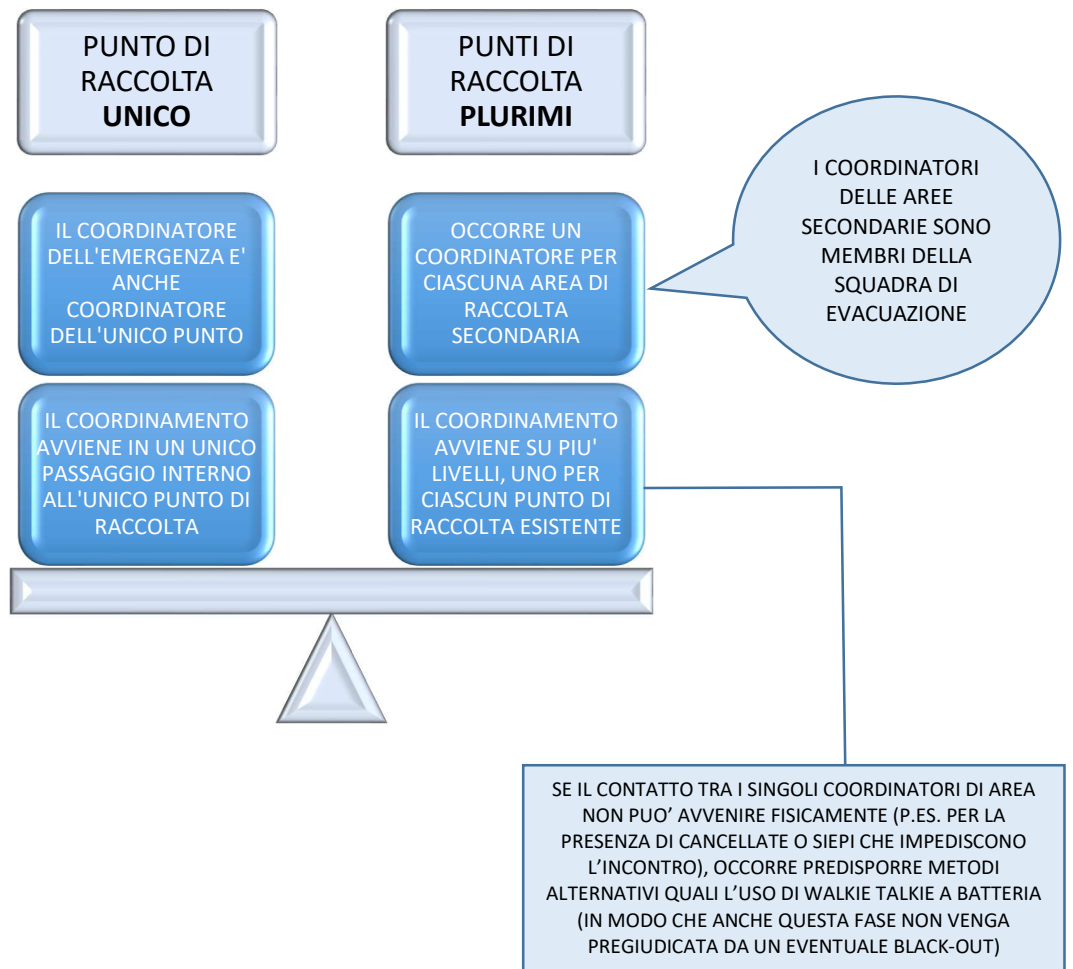 PUNTO DI
RACCOLTA
UNICO
PUNTI DI
RACCOLTA
PLURIMI
IL COORDINATORE
DELL'EMERGENZA E'
ANCHE
COORDINATORE
DELL'UNICO PUNTO
OCCORRE UN
COORDINATORE PER
CIASCUNA AREA DI
RACCOLTA
SECONDARIA
I COORDINATORI
DELLE AREE
SECONDARIE SONO
MEMBRI DELLA
SQUADRA DI
EVACUAZIONE
IL COORDINAMENTO
AVVIENE IN UN UNICO
PASSAGGIO INTERNO
ALL'UNICO PUNTO DI
RACCOLTA
IL COORDINAMENTO
AVVIENE SU PIU'
LIVELLI, UNO PER
CIASCUN PUNTO DI
RACCOLTA ESISTENTE
SE IL CONTATTO TRA I SINGOLI COORDINATORI DI AREA
NON PUO’ AVVENIRE FISICAMENTE (P.ES. PER LA
PRESENZA DI CANCELLATE O SIEPI CHE IMPEDISCONO
L’INCONTRO), OCCORRE PREDISPORRE METODI
ALTERNATIVI QUALI L’USO DI WALKIE TALKIE A BATTERIA
(IN MODO CHE ANCHE QUESTA FASE NON VENGA
PREGIUDICATA DA UN EVENTUALE BLACK-OUT)